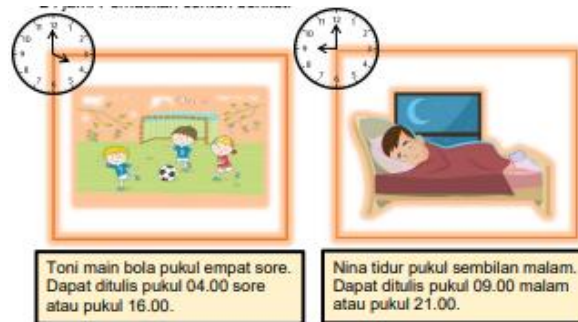 Toni main bola pukul empat sore.
Dapat ditulis pukul 04.00 sore
atau pukul 16.00.
Nina tidur pukul sembilan malam.
Dapat ditulis pukul 09.00 malam
atau pukul 21.00.